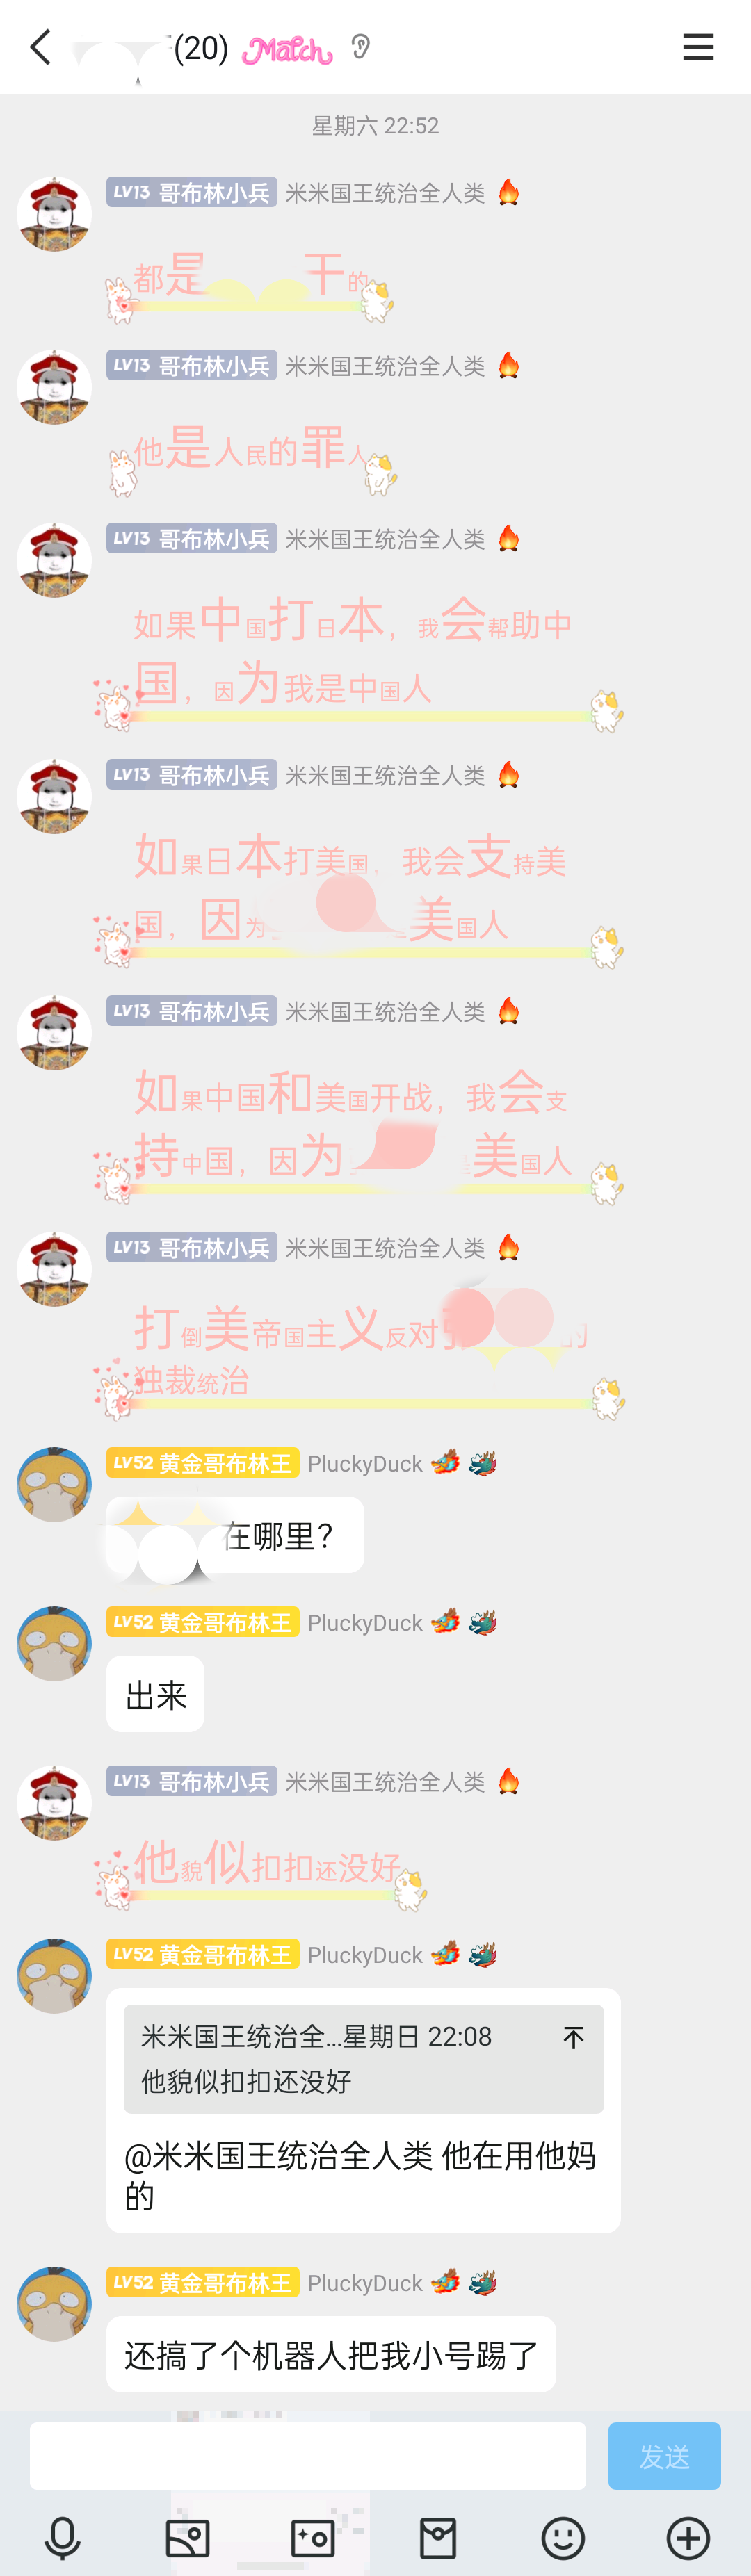 (20) Match
星期六 22:52
LV13 哥布林小兵 米米国王统治全人类
都是 干的
LV13 哥布林小兵 米米国王统治全人类
他是人民的罪人
LV13 哥布林小兵 米米国王统治全人类
如果中国打日本，我会帮助中
国，因为我是中国人
LV13 哥布林小兵 米米国王统治全人类
如果日本打美国，我会支持美
国，因为 美国人
LV13 哥布林小兵 米米国王统治全人类
如果中国和美国开战，我会支
持中国，因为 美国人
LV13 哥布林小兵 米米国王统治全人类
打倒美帝国主义反对 的
独裁统治
LV52 黄金哥布林王 PluckyDuck
在哪里？
LV52 黄金哥布林王 PluckyDuck
出来
LV13 哥布林小兵 米米国王统治全人类
他貌似扣扣还没好
LV52 黄金哥布林王 PluckyDuck
米米国王统治全...星期日 22:08
他貌似扣扣还没好
@米米国王统治全人类 他在用他妈
的
LV52 黄金哥布林王 PluckyDuck
还搞了个机器人把我小号踢了
发送